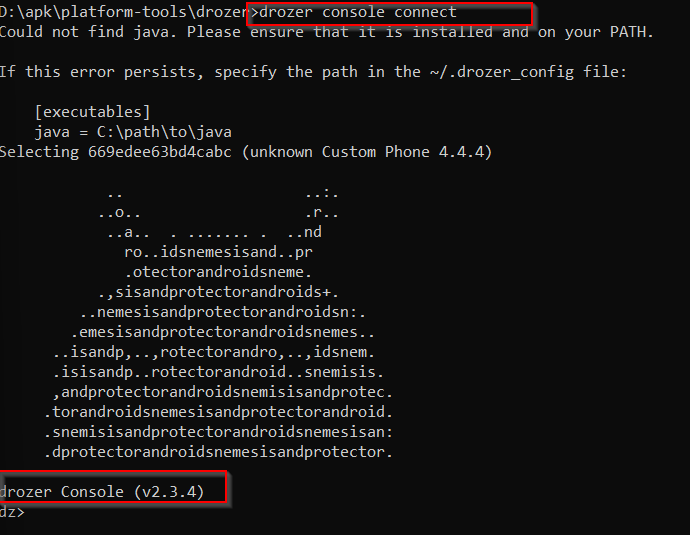 D:\apk\platform-tools\drozer>drozer console connect
Could not find java. Please ensure that it is installed and on your PATH.
If this error persists, specify the path in the ~/.drozer_config file:
[executables]
java = C:\path\to\java
Selecting 669edee63bd4cabc (unknown Custom Phone 4.4.4)
.. ..:.
..o.. .r..
..a.. . ....... . ..nd
ro..idsnemesisand..pr
.otectorandroidsneme.
.,sisandprotectorandroids+.
..nemesisandprotectorandroidsn:.
.emesisandprotectorandroidsnemes..
..isandp,..,rotectorandro,..,idsnem.
.isisandp..rotectorandroid..snemisis.
,andprotectorandroidsnemisisandprotec.
.torandroidsnemesisandprotectorandroid.
.snemisisandprotectorandroidsnemesisan:
.dprotectorandroidsnemesisandprotector.
drozer Console (v2.3.4)
dz>